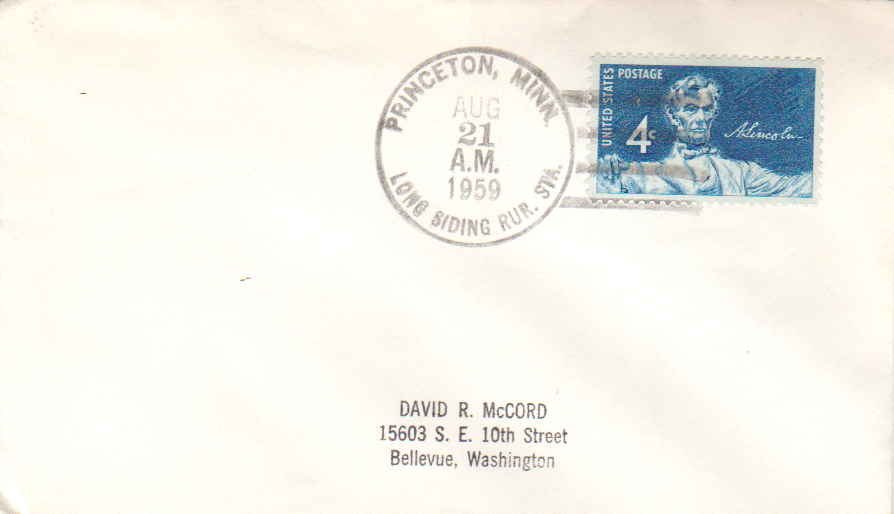 PRINCETON, MINN.
AUG
21
A.M.
1959
LONG SIDING RUR. STA.
UNITED STATES
POSTAGE
4c
A. Lincoln
DAVID R. McCORD
15603 S. E. 10th Street
Bellevue, Washington